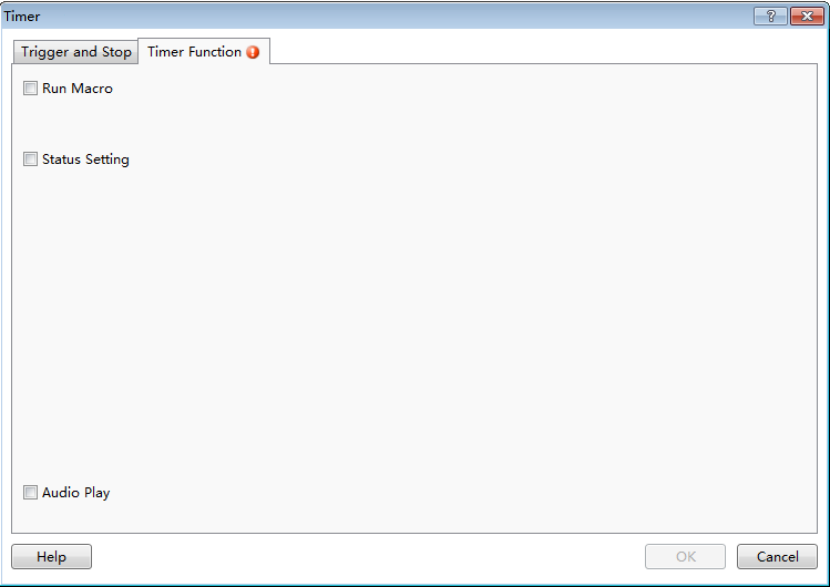 Timer
Trigger and Stop Timer Function
Run Macro
Status Setting
Audio Play
Help OK Cancel